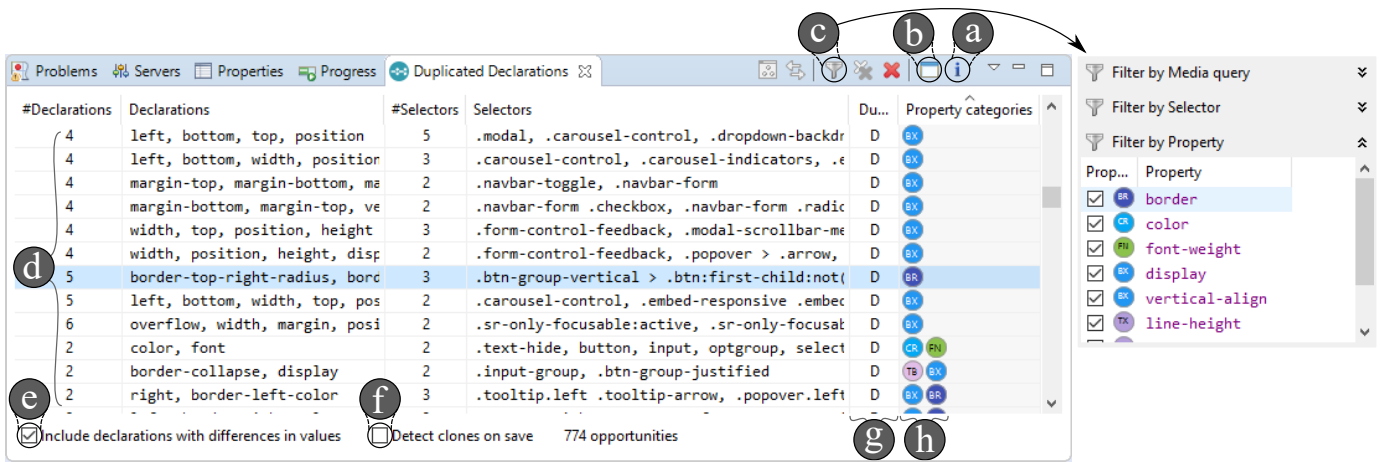 c b a
Problems Servers Properties Progress Duplicated Declarations i
#Declarations Declarations #Selectors Selectors Du... Property categories
4 left, bottom, top, position 5 .modal, .carousel-control, .dropdown-backdr D BX
4 left, bottom, width, position 3 .carousel-control, .carousel-indicators, .e D BX
4 margin-top, margin-bottom, ma 2 .navbar-toggle, .navbar-form D BX
4 margin-bottom, margin-top, ve 2 .navbar-form .checkbox, .navbar-form .radio D BX
4 width, top, position, height 3 .form-control-feedback, .modal-scrollbar-me D BX
4 width, position, height, disp 2 .form-control-feedback, .popover > .arrow, D BX
d
5 border-top-right-radius, bord 3 .btn-group-vertical > .btn:first-child:not( D BR
5 left, bottom, width, top, pos 2 .carousel-control, .embed-responsive .embed D BX
6 overflow, width, margin, posi 2 .sr-only-focusable:active, .sr-only-focusab D BX
2 color, font 2 .text-hide, button, input, optgroup, select D CR FN
2 border-collapse, display 2 .input-group, .btn-group-justified D TB BX
2 right, border-left-color 3 .tooltip.left .tooltip-arrow, .popover.left D BX BR
e f g h
Include declarations with differences in values Detect clones on save 774 opportunities
Filter by Media query
Filter by Selector
Filter by Property
Prop... Property
BR border
CR color
FN font-weight
BX display
BX vertical-align
TX line-height